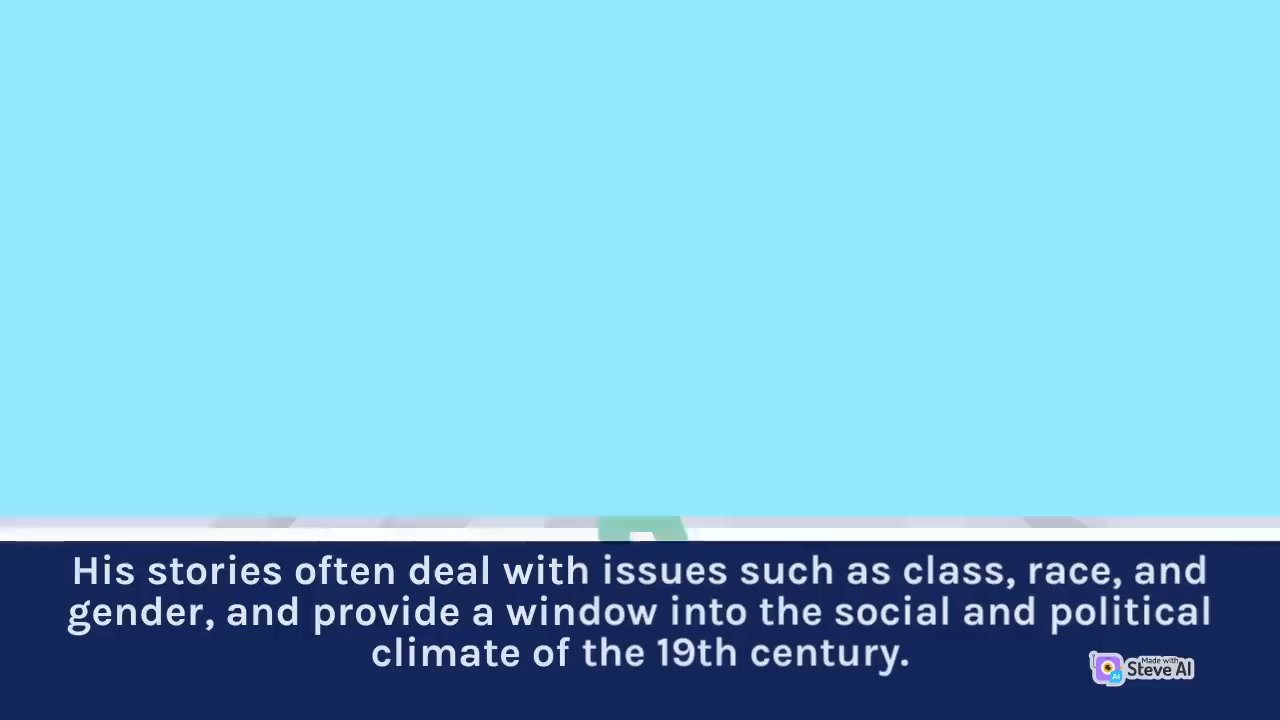 His stories often deal with issues such as class, race, and
gender, and provide a window into the social and political
climate of the 19th century.
Made with
Steve AI
AI